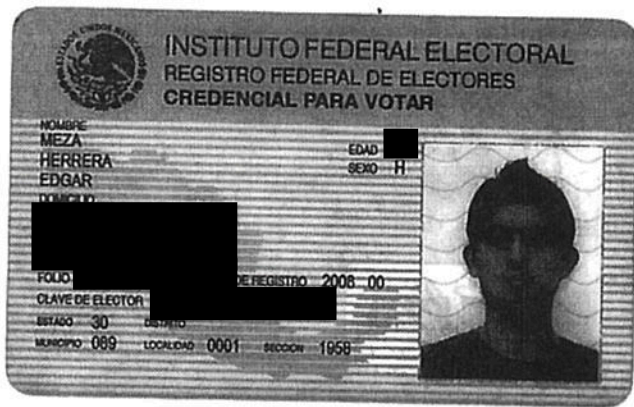 INSTITUTO FEDERAL ELECTORAL
REGISTRO FEDERAL DE ELECTORES
CREDENCIAL PARA VOTAR
NOMBRE
MEZA
HERRERA
EDGAR
EDAD
SEXO H
DOMICILIO
FOLIO DE REGISTRO 2008 00
CLAVE DE ELECTOR
ESTADO 30 DISTRITO
MUNICIPIO 089 LOCALIDAD 0001 SECCION 1958